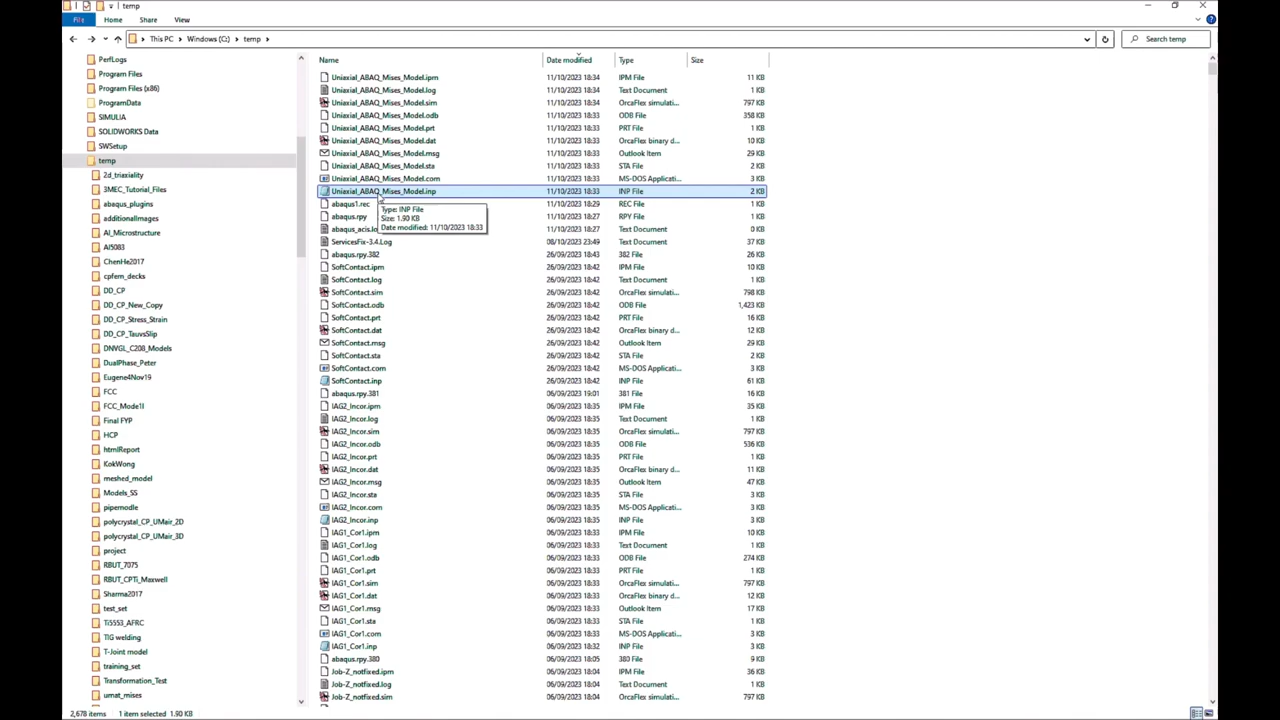 temp
File Home Share View
This PC Windows (C:) temp Search temp
Name Date modified Type Size
PerfLogs
Program Files
Program Files (x86)
ProgramData
SIMULIA
SOLIDWORKS Data
SWSetup
temp
2d_triaxiality
3MEC_Tutorial_Files
abaqus_plugins
additionalImages
AI_Microstructure
AI5083
ChenHe2017
cpfem_decks
DD_CP
DD_CP_New_Copy
DD_CP_Stress_Strain
DD_CP_TauvsSlip
DNVGL_C208_Models
DualPhase_Peter
Eugene4Nov19
FCC
FCC_Mode1I
Final FYP
HCP
htmlReport
KokWong
meshed_model
Models_SS
pipemodle
polycrystal_CP_UMair_2D
polycrystal_CP_UMair_3D
project
RBUT_7075
RBUT_CPTi_Maxwell
Sharma2017
test_set
Ti5553_AFRC
TIG welding
T-Joint model
training_set
Transformation_Test
umat_mises
Uniaxial_ABAQ_Mises_Model.ipm 11/10/2023 18:34 IPM File 11 KB
Uniaxial_ABAQ_Mises_Model.log 11/10/2023 18:34 Text Document 1 KB
Uniaxial_ABAQ_Mises_Model.sim 11/10/2023 18:34 OrcaFlex simulati... 797 KB
Uniaxial_ABAQ_Mises_Model.odb 11/10/2023 18:34 ODB File 358 KB
Uniaxial_ABAQ_Mises_Model.prt 11/10/2023 18:33 PRT File 11 KB
Uniaxial_ABAQ_Mises_Model.dat 11/10/2023 18:33 OrcaFlex binary d... 10 KB
Uniaxial_ABAQ_Mises_Model.msg 11/10/2023 18:33 Outlook Item 29 KB
Uniaxial_ABAQ_Mises_Model.sta 11/10/2023 18:33 STA File 2 KB
Uniaxial_ABAQ_Mises_Model.com 11/10/2023 18:33 MS-DOS Applicati... 3 KB
Uniaxial_ABAQ_Mises_Model.inp 11/10/2023 18:33 INP File 2 KB
abaqus1.rec 11/10/2023 18:29 REC File 1 KB
abaqus.rpy 11/10/2023 18:27 RPY File 1 KB
abaqus_acis.lo 11/10/2023 18:27 Text Document 0 KB
Type: INP File
Size: 1.90 KB
Date modified: 11/10/2023 18:33
ServicesFix-3.4.Log 08/10/2023 23:49 Text Document 37 KB
abaqus.rpy.382 26/09/2023 18:43 382 File 26 KB
SoftContact.ipm 26/09/2023 18:42 IPM File 14 KB
SoftContact.log 26/09/2023 18:42 Text Document 1 KB
SoftContact.sim 26/09/2023 18:42 OrcaFlex simulati... 798 KB
SoftContact.odb 26/09/2023 18:42 ODB File 1,423 KB
SoftContact.prt 26/09/2023 18:42 PRT File 16 KB
SoftContact.dat 26/09/2023 18:42 OrcaFlex binary d... 12 KB
SoftContact.msg 26/09/2023 18:42 Outlook Item 29 KB
SoftContact.sta 26/09/2023 18:42 STA File 2 KB
SoftContact.com 26/09/2023 18:42 MS-DOS Applicati... 3 KB
SoftContact.inp 26/09/2023 18:42 INP File 61 KB
abaqus.rpy.381 06/09/2023 19:01 381 File 16 KB
IAG2_Incor.ipm 06/09/2023 18:35 IPM File 35 KB
IAG2_Incor.log 06/09/2023 18:35 Text Document 1 KB
IAG2_Incor.sim 06/09/2023 18:35 OrcaFlex simulati... 797 KB
IAG2_Incor.odb 06/09/2023 18:35 ODB File 536 KB
IAG2_Incor.prt 06/09/2023 18:35 PRT File 11 KB
IAG2_Incor.dat 06/09/2023 18:35 OrcaFlex binary d... 11 KB
IAG2_Incor.msg 06/09/2023 18:35 Outlook Item 47 KB
IAG2_Incor.sta 06/09/2023 18:35 STA File 3 KB
IAG2_Incor.com 06/09/2023 18:35 MS-DOS Applicati... 3 KB
IAG2_Incor.inp 06/09/2023 18:35 INP File 3 KB
IAG1_Cor1.ipm 06/09/2023 18:33 IPM File 10 KB
IAG1_Cor1.log 06/09/2023 18:33 Text Document 1 KB
IAG1_Cor1.odb 06/09/2023 18:33 ODB File 274 KB
IAG1_Cor1.prt 06/09/2023 18:33 PRT File 11 KB
IAG1_Cor1.sim 06/09/2023 18:33 OrcaFlex simulati... 797 KB
IAG1_Cor1.dat 06/09/2023 18:33 OrcaFlex binary d... 12 KB
IAG1_Cor1.msg 06/09/2023 18:33 Outlook Item 17 KB
IAG1_Cor1.sta 06/09/2023 18:33 STA File 1 KB
IAG1_Cor1.com 06/09/2023 18:33 MS-DOS Applicati... 3 KB
IAG1_Cor1.inp 06/09/2023 18:33 INP File 3 KB
abaqus.rpy.380 06/09/2023 18:05 380 File 9 KB
Job-Z_notfixed.ipm 06/09/2023 18:04 IPM File 36 KB
Job-Z_notfixed.log 06/09/2023 18:04 Text Document 1 KB
Job-Z_notfixed.sim 06/09/2023 18:04 OrcaFlex simulati... 797 KB
2,678 items 1 item selected 1.90 KB